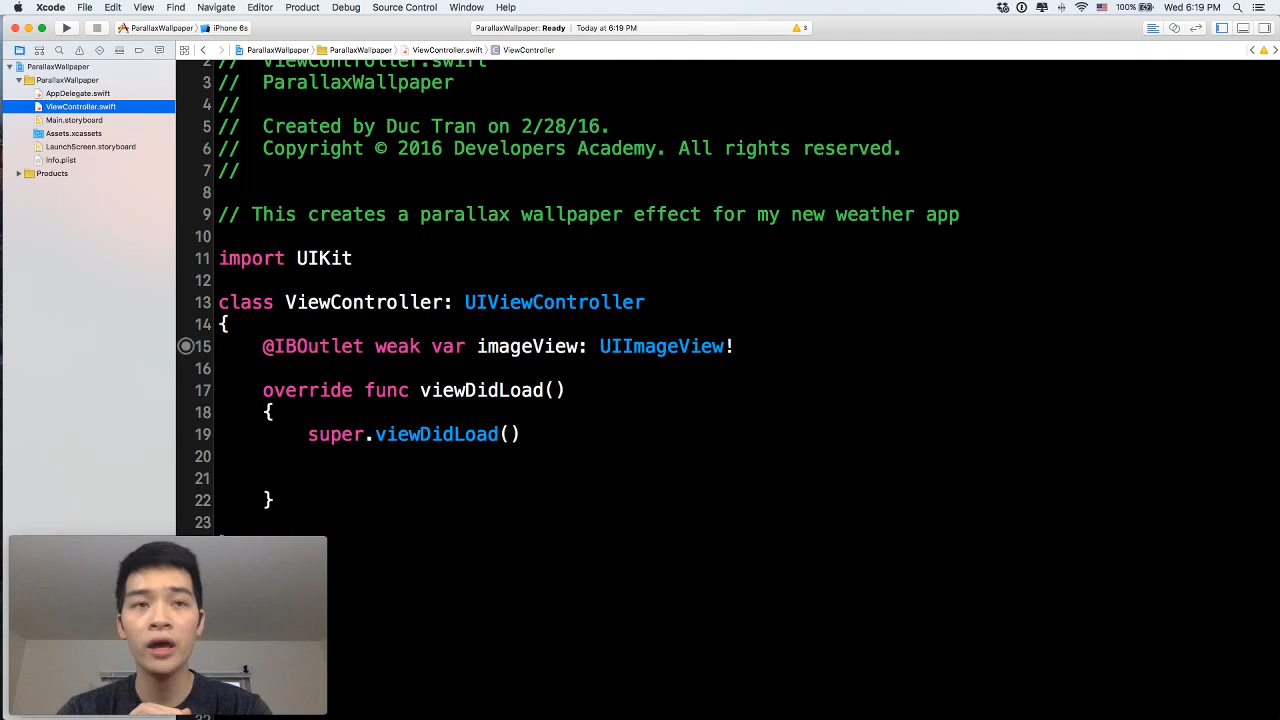 Xcode File Edit View Find Navigate Editor Product Debug Source Control Window Help 100% Wed 6:19 PM
ParallaxWallpaper iPhone 6s ParallaxWallpaper: Ready Today at 6:19 PM 3
ParallaxWallpaper ParallaxWallpaper ViewController.swift ViewController
ParallaxWallpaper
ParallaxWallpaper
AppDelegate.swift
ViewController.swift
Main.storyboard
Assets.xcassets
LaunchScreen.storyboard
Info.plist
Products
2 // ViewController.swift
3 // ParallaxWallpaper
4 //
5 // Created by Duc Tran on 2/28/16.
6 // Copyright © 2016 Developers Academy. All rights reserved.
7 //
8
9 // This creates a parallax wallpaper effect for my new weather app
10
11 import UIKit
12
13 class ViewController: UIViewController
14 {
15 @IBOutlet weak var imageView: UIImageView!
16
17 override func viewDidLoad()
18 {
19 super.viewDidLoad()
20
21
22 }
23